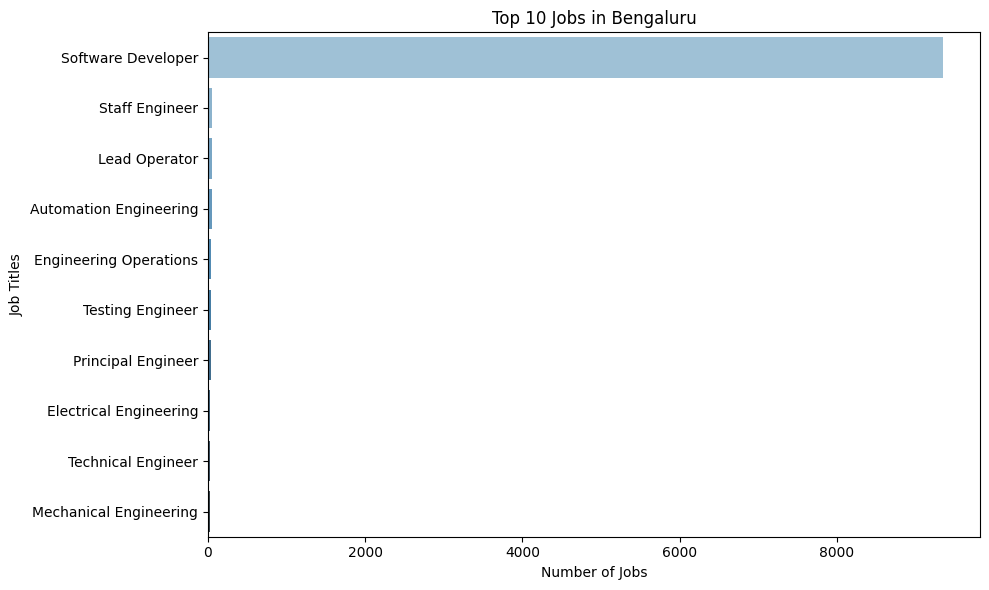 Top 10 Jobs in Bengaluru
Job Titles
Software Developer
Staff Engineer
Lead Operator
Automation Engineering
Engineering Operations
Testing Engineer
Principal Engineer
Electrical Engineering
Technical Engineer
Mechanical Engineering
0 2000 4000 6000 8000
Number of Jobs